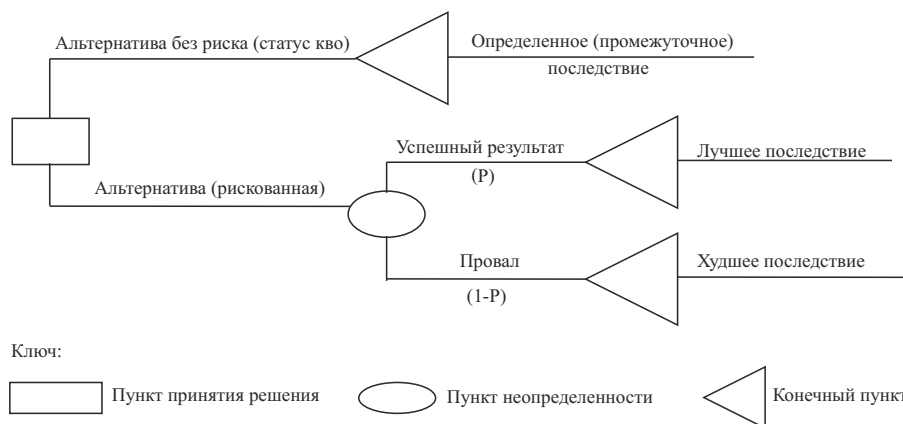 Альтернатива без риска (статус кво)
Определенное (промежуточное)
последствие
Успешный результат
(P)
Лучшее последствие
Альтернатива (рискованная)
Провал
(1-P)
Худшее последствие
Ключ:
Пункт принятия решения
Пункт неопределенности
Конечный пункт